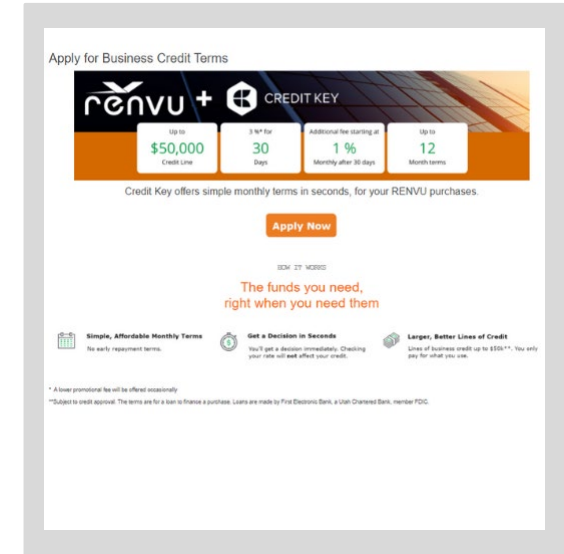 Apply for Business Credit Terms
renvu + CREDIT KEY
Up to
$50,000
Credit Line
3 %* for
30
Days
Additional fee starting at
1 %
Monthly after 30 days
Up to
12
Month terms
Credit Key offers simple monthly terms in seconds, for your RENVU purchases.
Apply Now
HOW IT WORKS
The funds you need,
right when you need them
Simple, Affordable Monthly Terms
No early repayment terms.
Get a Decision in Seconds
You'll get a decision immediately. Checking
your rate will not affect your credit.
Larger, Better Lines of Credit
Lines of business credit up to $50k**. You only
pay for what you use.
* A lower promotional fee will be offered occasionally
**Subject to credit approval. The terms are for a loan to finance a purchase. Loans are made by First Electronic Bank, a Utah Chartered Bank, member FDIC.